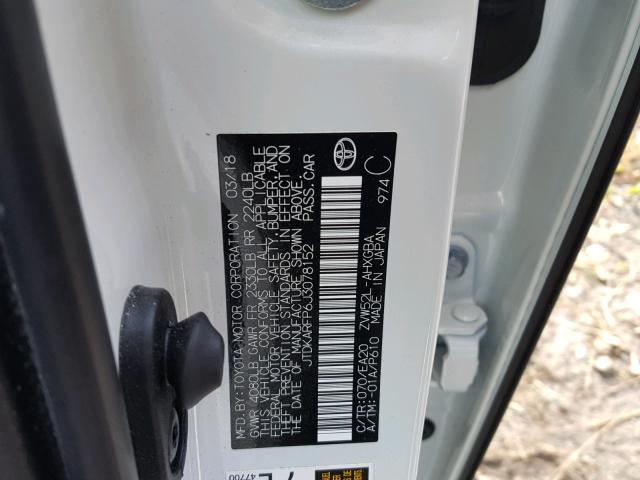 MFD.BY:TOYOTA MOTOR CORPORATION 03/18
GVWR 4080LB GAWR FR 2330LB RR 2240LB
THIS VEHICLE CONFORMS TO ALL APPLICABLE
FEDERAL MOTOR VEHICLE SAFETY, BUMPER, AND
THEFT PREVENTION STANDARDS IN EFFECT ON
THE DATE OF MANUFACTURE SHOWN ABOVE.
JTDKARFP6J3078152 PASS.CAR
C/TR:070/EA20 ZVW52L-AHXGBA
A/TM:-01A/P610 MADE IN JAPAN 974 C
47700